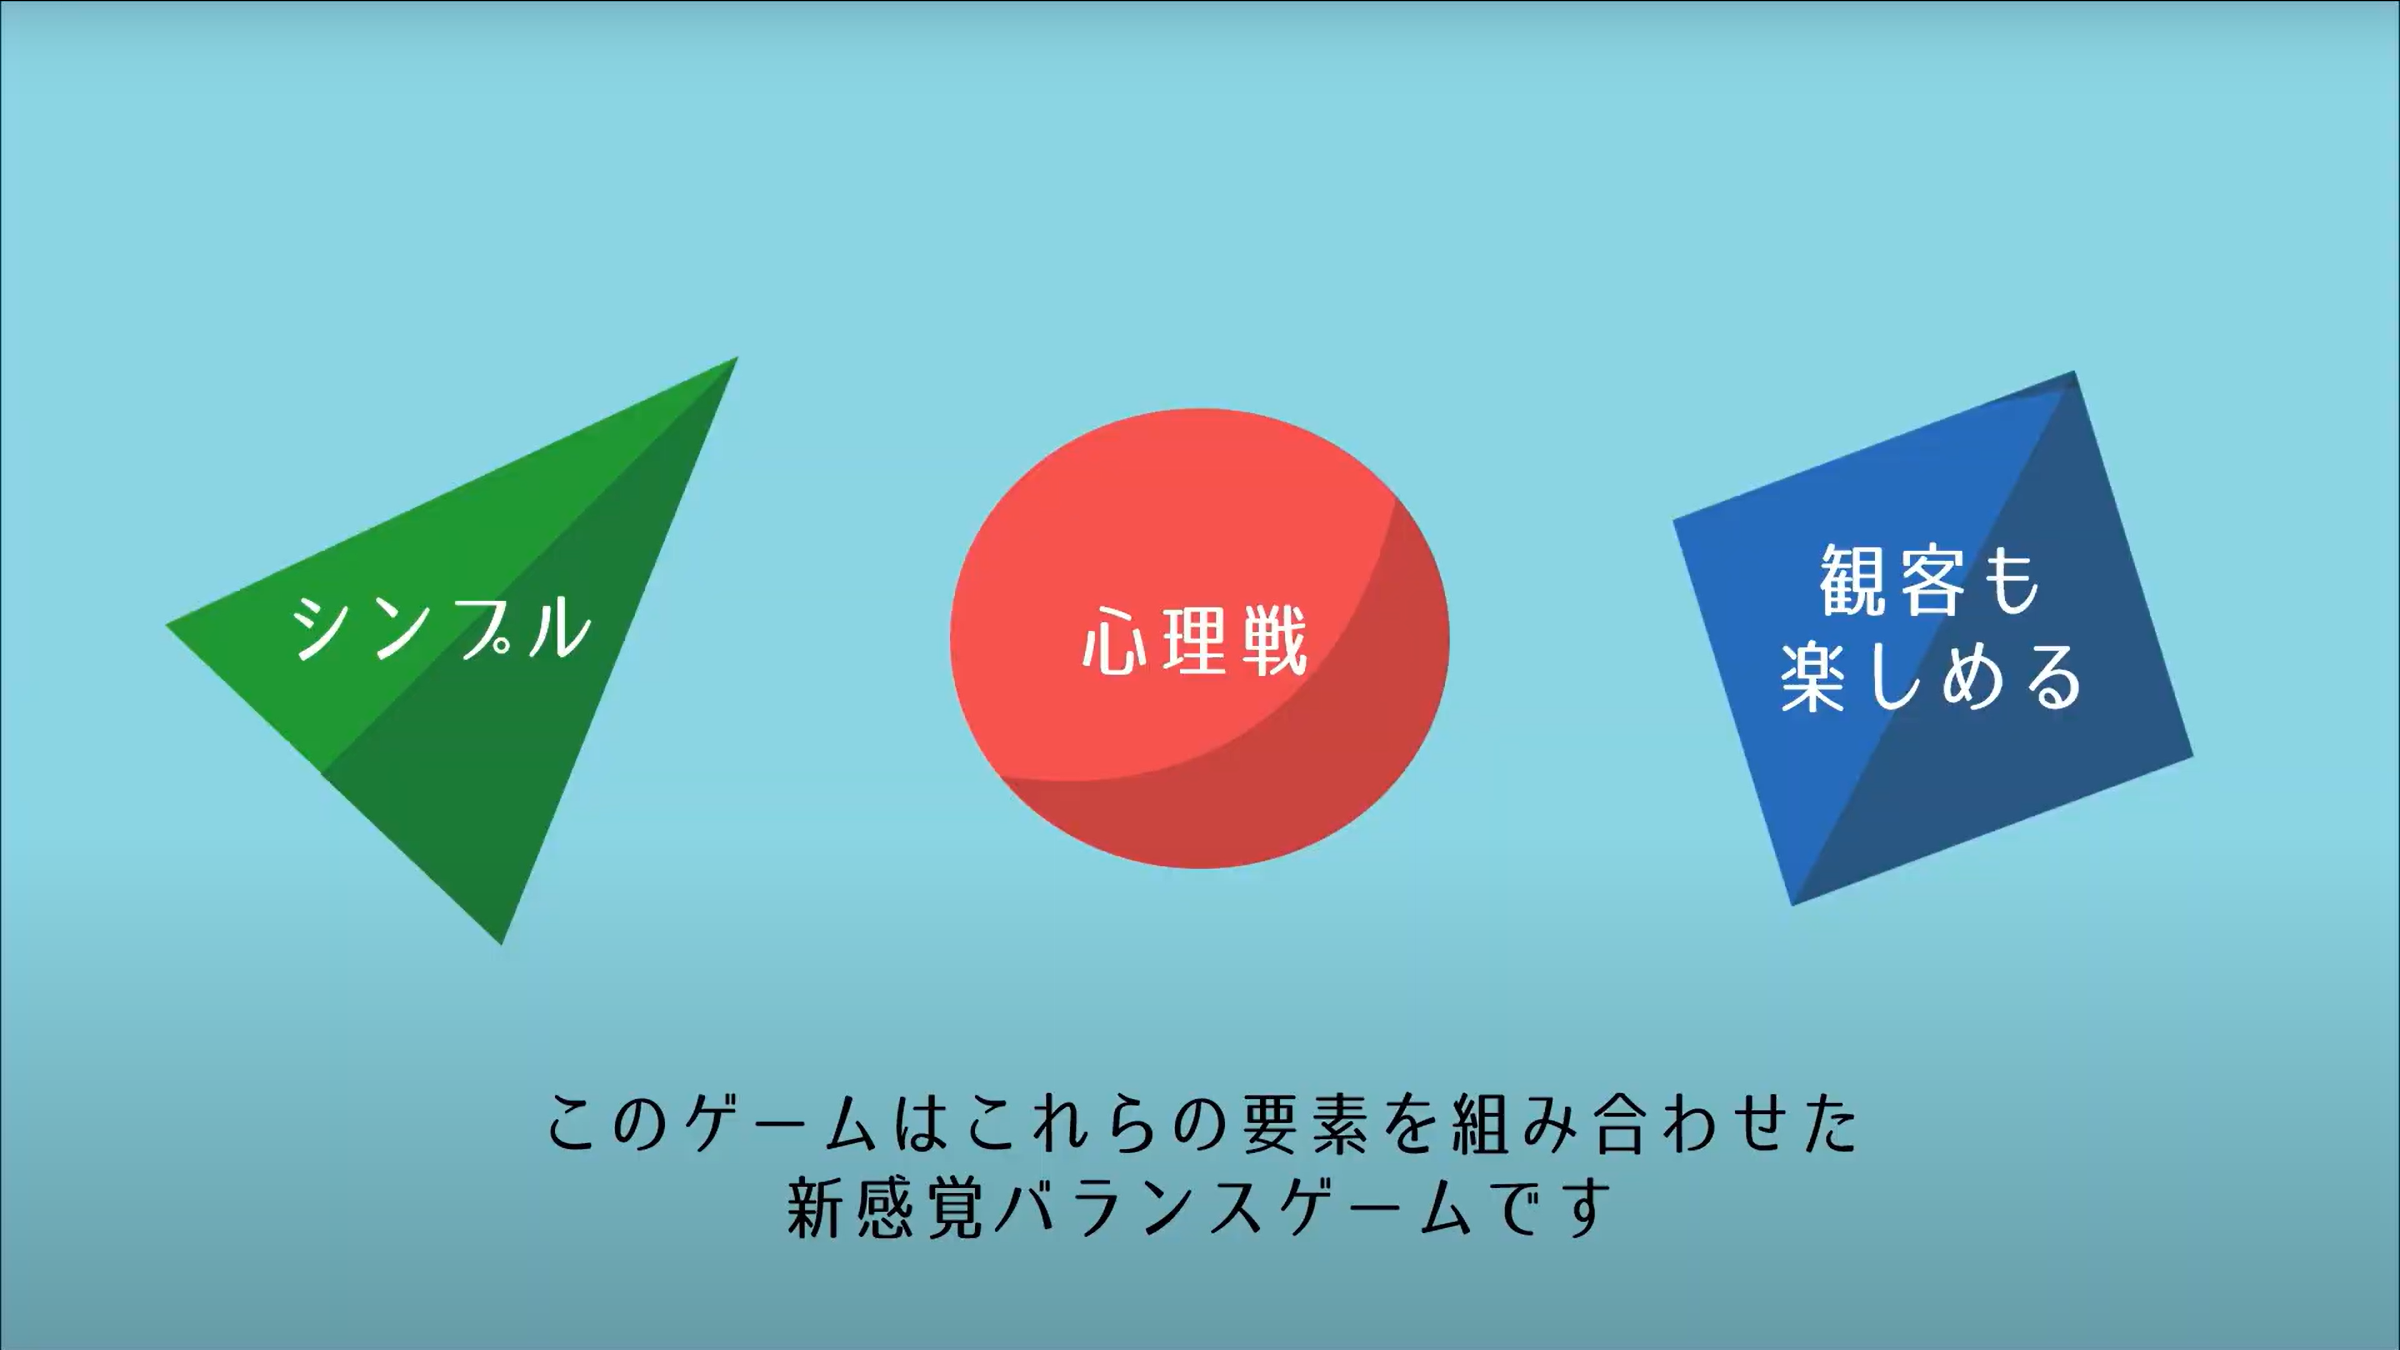 シンプル
心理戦
観客も
楽しめる
このゲームはこれらの要素を組み合わせた
新感覚バランスゲームです